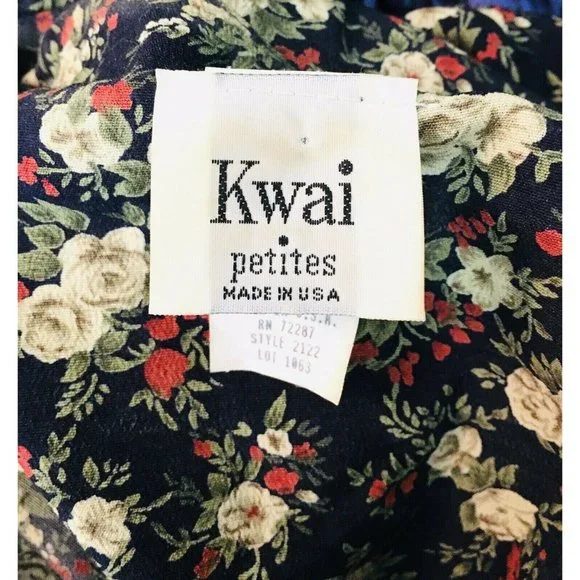 Kwai
petites
MADE IN USA
U.S.A.
RN 72287
STYLE 2122
LOT 1063